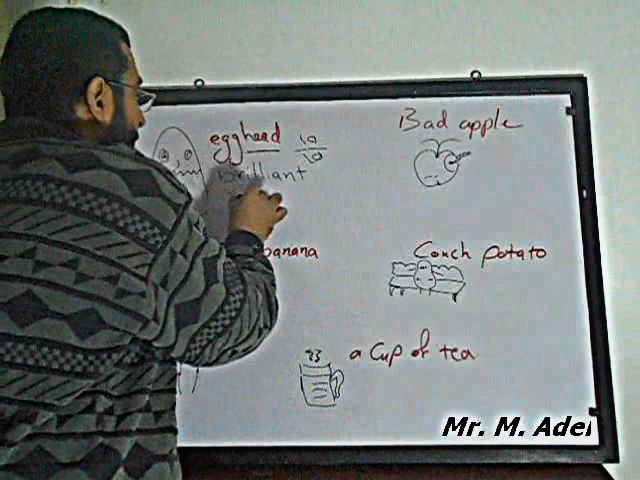 egghead 10/10
Brilliant
Bad apple
banana
Couch potato
a Cup of tea
Mr. M. Adel